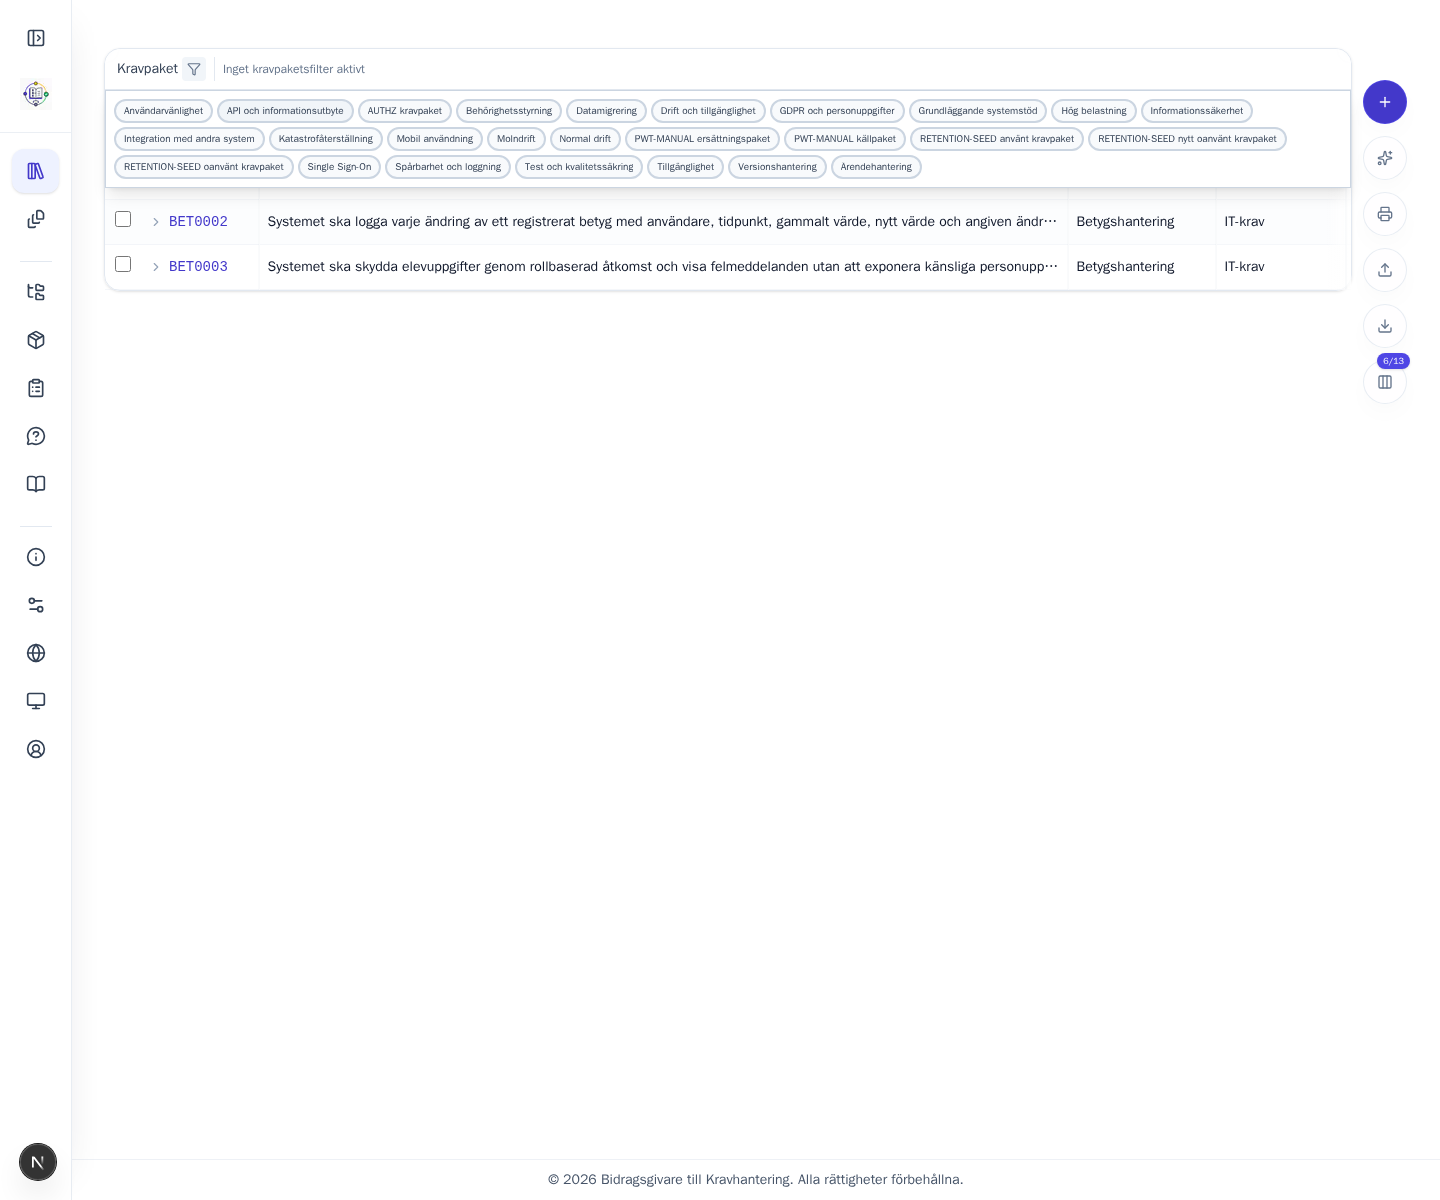 Kravpaket Inget kravpaketsfilter aktivt
Användarvänlighet API och informationsutbyte AUTHZ kravpaket Behörighetsstyrning Datamigrering Drift och tillgänglighet GDPR och personuppgifter Grundläggande systemstöd Hög belastning Informationssäkerhet
Integration med andra system Katastrofåterställning Mobil användning Molndrift Normal drift PWT-MANUAL ersättningspaket PWT-MANUAL källpaket RETENTION-SEED använt kravpaket RETENTION-SEED nytt oanvänt kravpaket
RETENTION-SEED oanvänt kravpaket Single Sign-On Spårbarhet och loggning Test och kvalitetssäkring Tillgänglighet Versionshantering Ärendehantering
BET0002 Systemet ska logga varje ändring av ett registrerat betyg med användare, tidpunkt, gammalt värde, nytt värde och angiven ändr… Betygshantering IT-krav
BET0003 Systemet ska skydda elevuppgifter genom rollbaserad åtkomst och visa felmeddelanden utan att exponera känsliga personupp… Betygshantering IT-krav
6/13
N
© 2026 Bidragsgivare till Kravhantering. Alla rättigheter förbehållna.